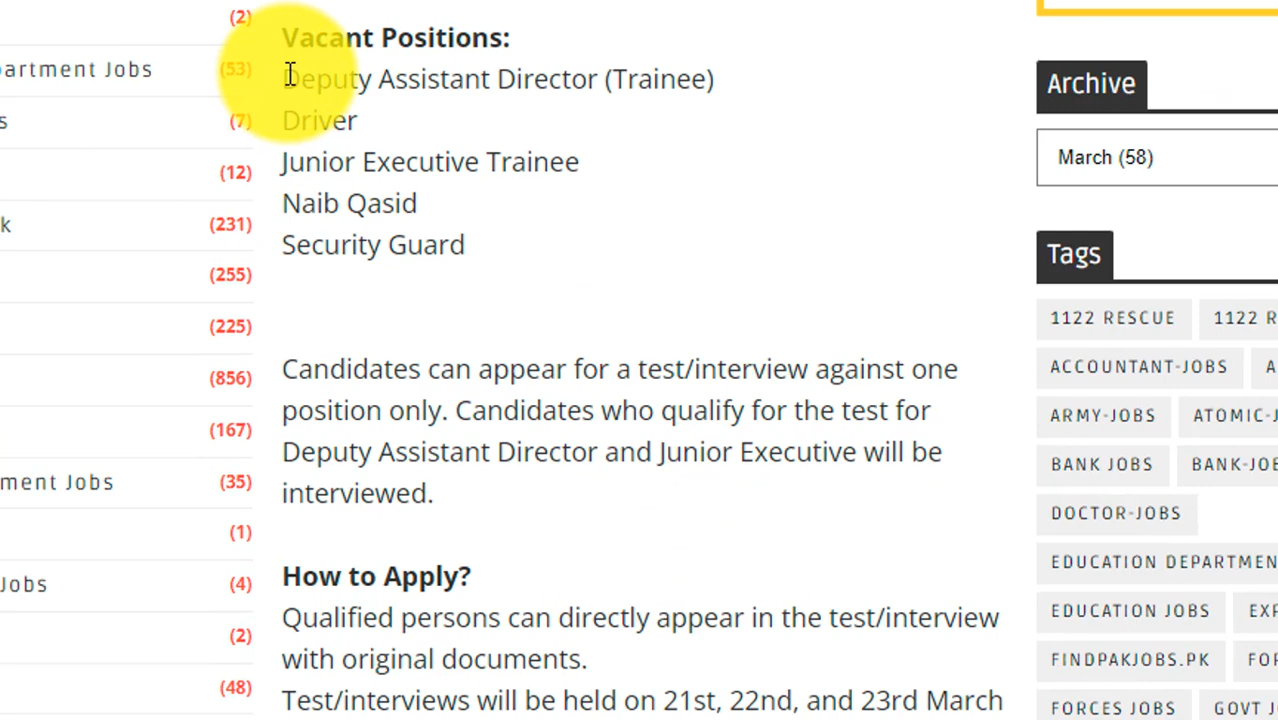 (2)
artment Jobs (53)
s (7)
(12)
k (231)
(255)
(225)
(856)
(167)
ment Jobs (35)
(1)
Jobs (4)
(2)
(48)
Vacant Positions:
Deputy Assistant Director (Trainee)
Driver
Junior Executive Trainee
Naib Qasid
Security Guard
Candidates can appear for a test/interview against one
position only. Candidates who qualify for the test for
Deputy Assistant Director and Junior Executive will be
interviewed.
How to Apply?
Qualified persons can directly appear in the test/interview
with original documents.
Test/interviews will be held on 21st, 22nd, and 23rd March
Archive
March (58)
Tags
1122 RESCUE 1122 R
ACCOUNTANT-JOBS A
ARMY-JOBS ATOMIC-J
BANK JOBS BANK-JOB
DOCTOR-JOBS
EDUCATION DEPARTMEN
EDUCATION JOBS EXP
FINDPAKJOBS.PK FOR
FORCES JOBS GOVT J